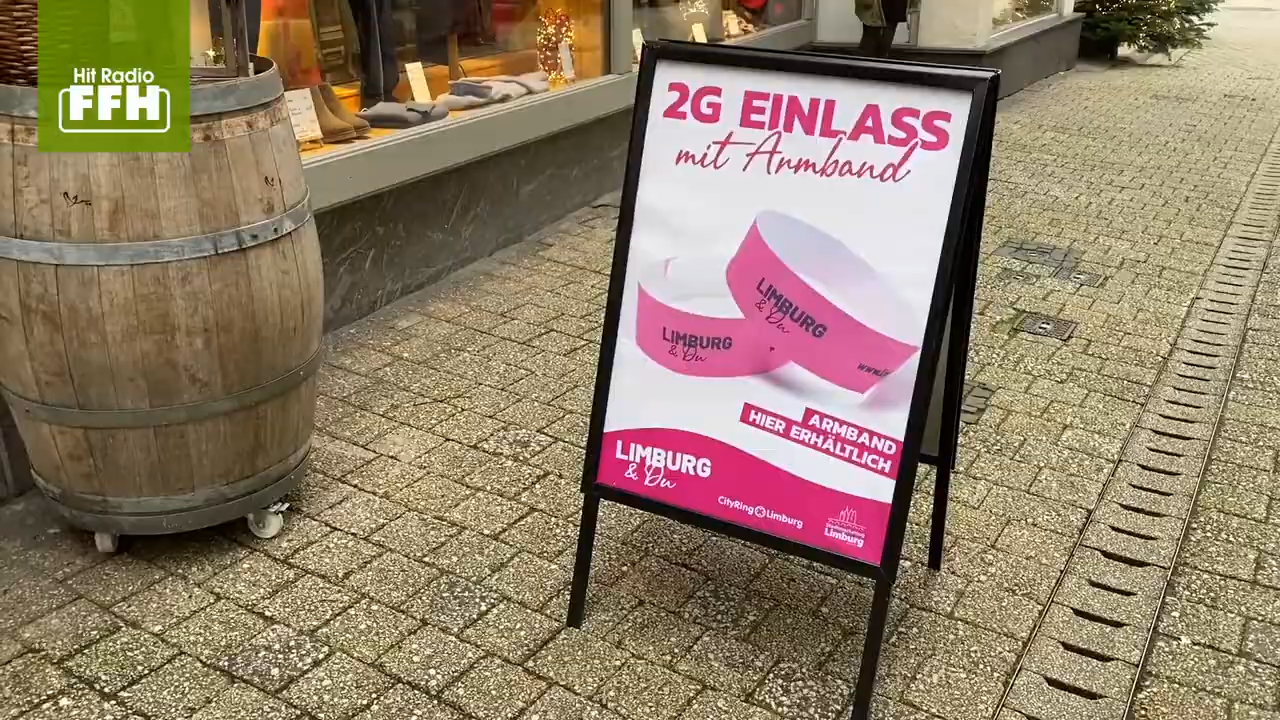 Hit Radio
FFH
2G EINLASS
mit Armband
LIMBURG
& Du
LIMBURG
& Du
ARMBAND
HIER ERHÄLTLICH
LIMBURG
& Du
CityRing Limburg
Limburg